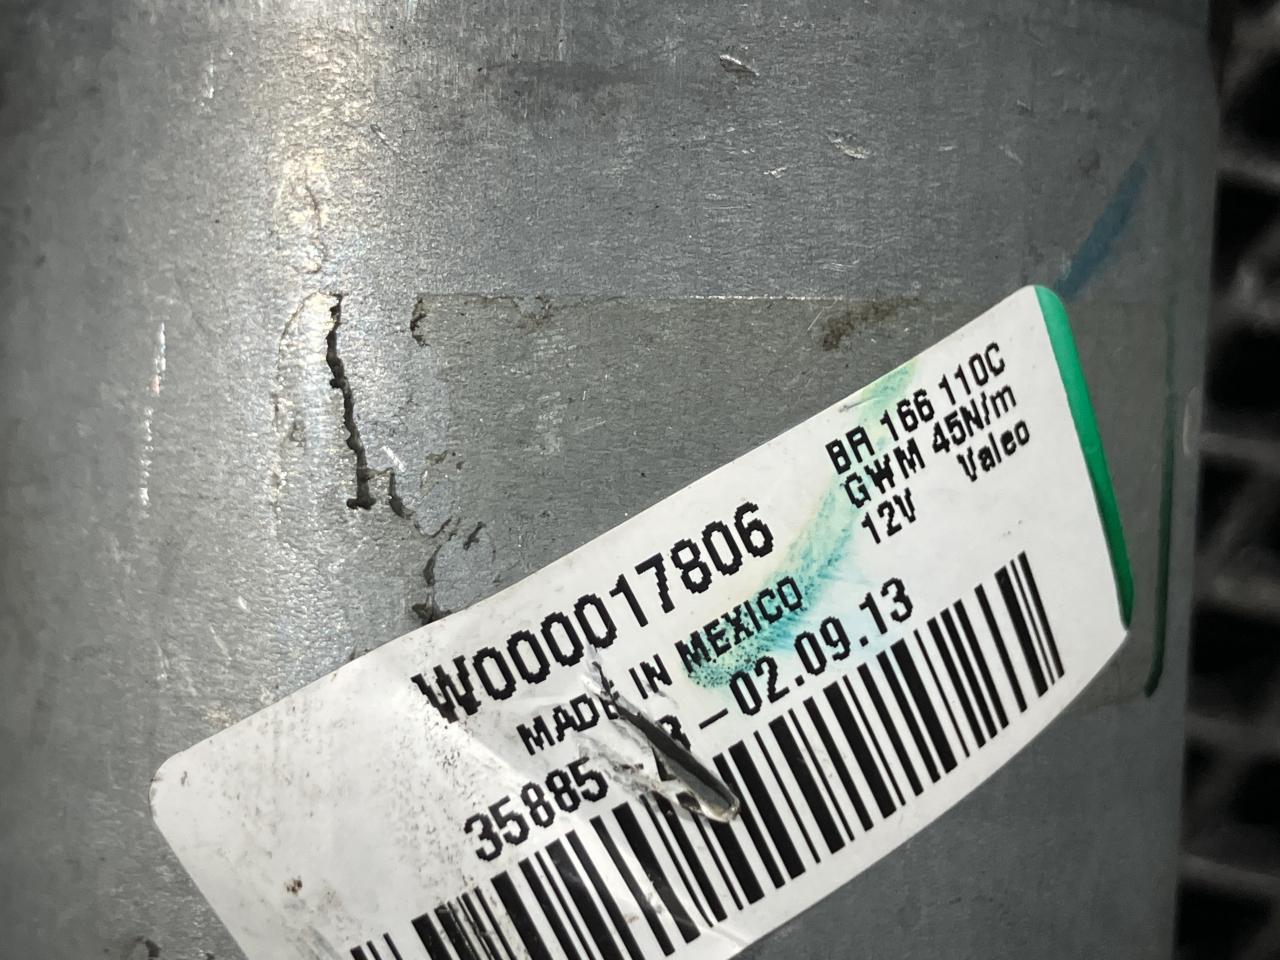 W000017806
BR 166 110C
GWM 45N/m
12V Valeo
MADE IN MEXICO
35885 -02.09.13